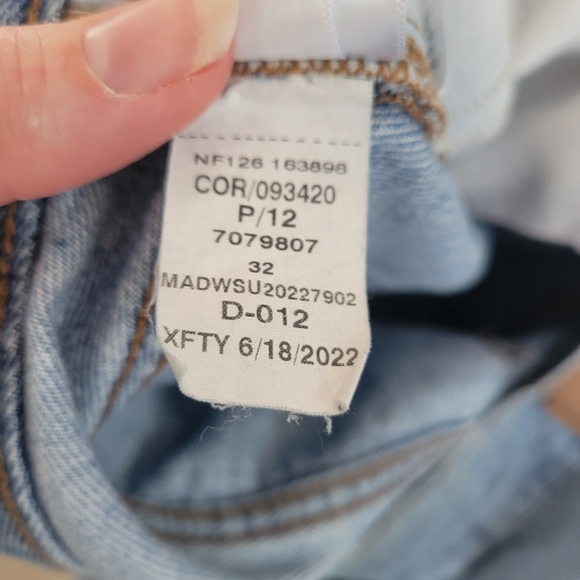 NF126 163898
COR/093420
P/12
7079807
32
MADWSU20227902
D-012
XFTY 6/18/2022